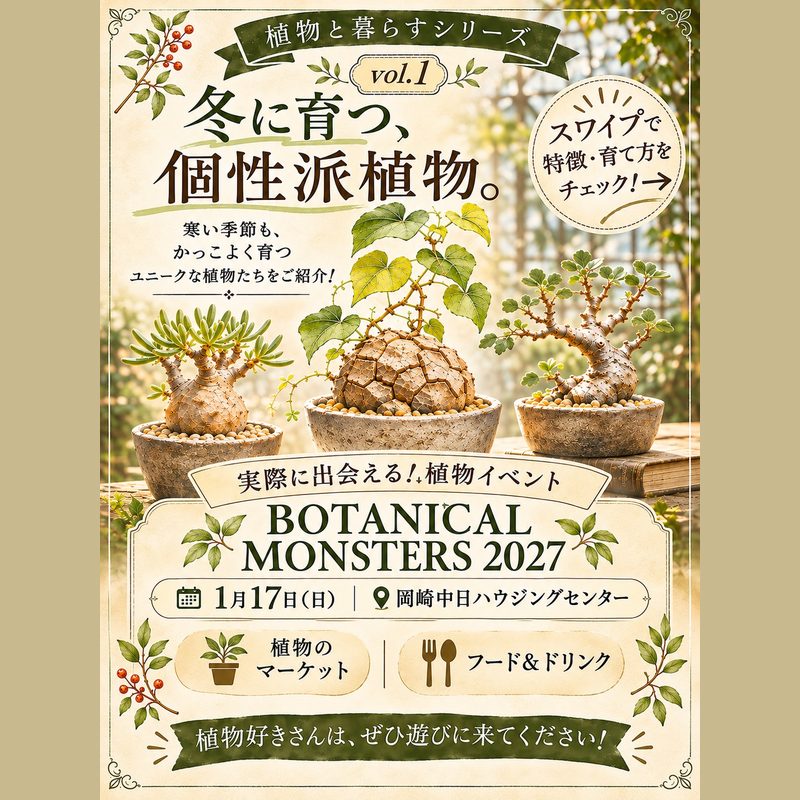 植物と暮らすシリーズ
vol.1
冬に育つ、
個性派植物。
スワイプで
特徴・育て方を
チェック!→
寒い季節も、
かっこよく育つ
ユニークな植物たちをご紹介!
実際に出会える!植物イベント
BOTANICAL
MONSTERS 2027
1月17日(日)
岡崎中日ハウジングセンター
植物の
マーケット
フード&ドリンク
植物好きさんは、ぜひ遊びに来てください!